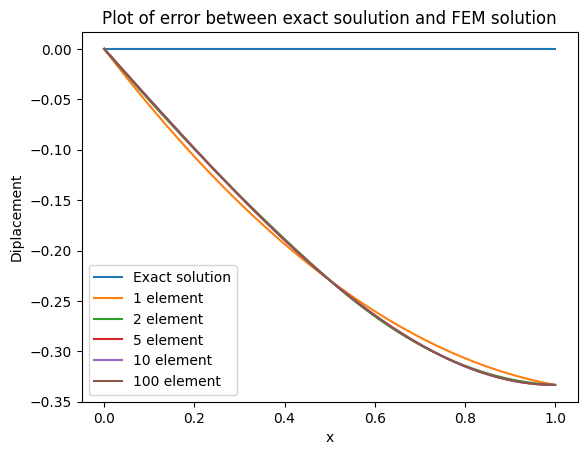 Plot of error between exact soulution and FEM solution
0.00
−0.05
−0.10
−0.15
−0.20
−0.25
−0.30
−0.35
Diplacement
Exact solution
1 element
2 element
5 element
10 element
100 element
0.0 0.2 0.4 0.6 0.8 1.0
x